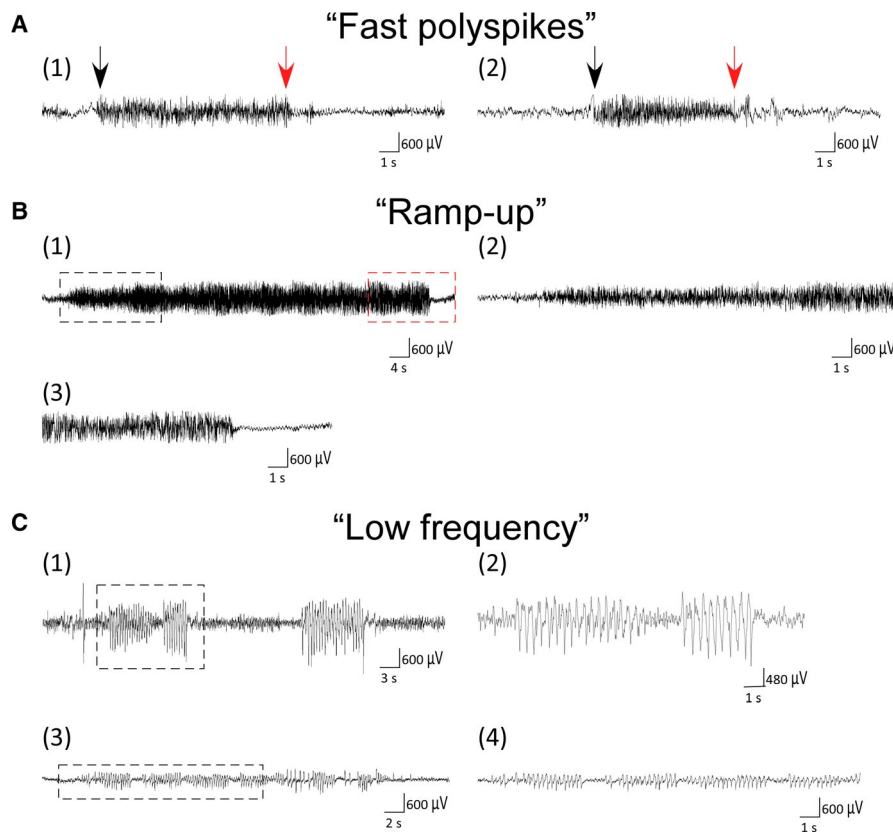 A “Fast polyspikes”
(1) (2)
600 µV 600 µV
1 s 1 s
B “Ramp-up”
(1) (2)
600 µV 600 µV
4 s 1 s
(3)
600 µV
1 s
C “Low frequency”
(1) (2)
600 µV 480 µV
3 s 1 s
(3) (4)
600 µV 600 µV
2 s 1 s